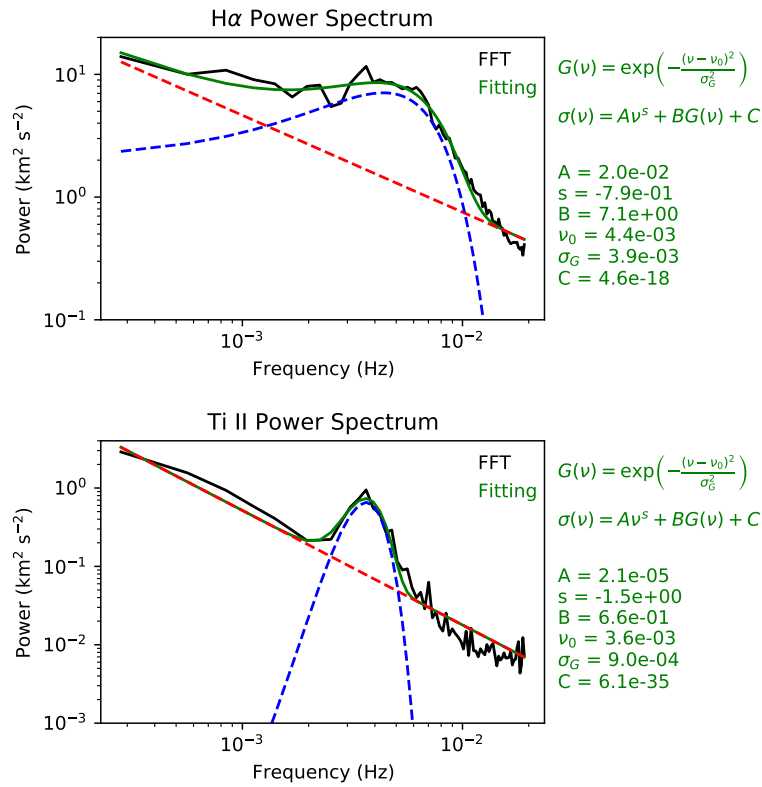 Hα Power Spectrum
10¹
10⁰
10⁻¹
Power (km² s⁻²)
10⁻³
10⁻²
Frequency (Hz)
FFT
Fitting
G(ν) = exp(−(ν − ν₀)²/σ_G²)
σ(ν) = Aν^s + BG(ν) + C
A = 2.0e-02
s = -7.9e-01
B = 7.1e+00
ν₀ = 4.4e-03
σ_G = 3.9e-03
C = 4.6e-18
Ti II Power Spectrum
10⁰
10⁻¹
10⁻²
10⁻³
Power (km² s⁻²)
10⁻³
10⁻²
Frequency (Hz)
FFT
Fitting
G(ν) = exp(−(ν − ν₀)²/σ_G²)
σ(ν) = Aν^s + BG(ν) + C
A = 2.1e-05
s = -1.5e+00
B = 6.6e-01
ν₀ = 3.6e-03
σ_G = 9.0e-04
C = 6.1e-35